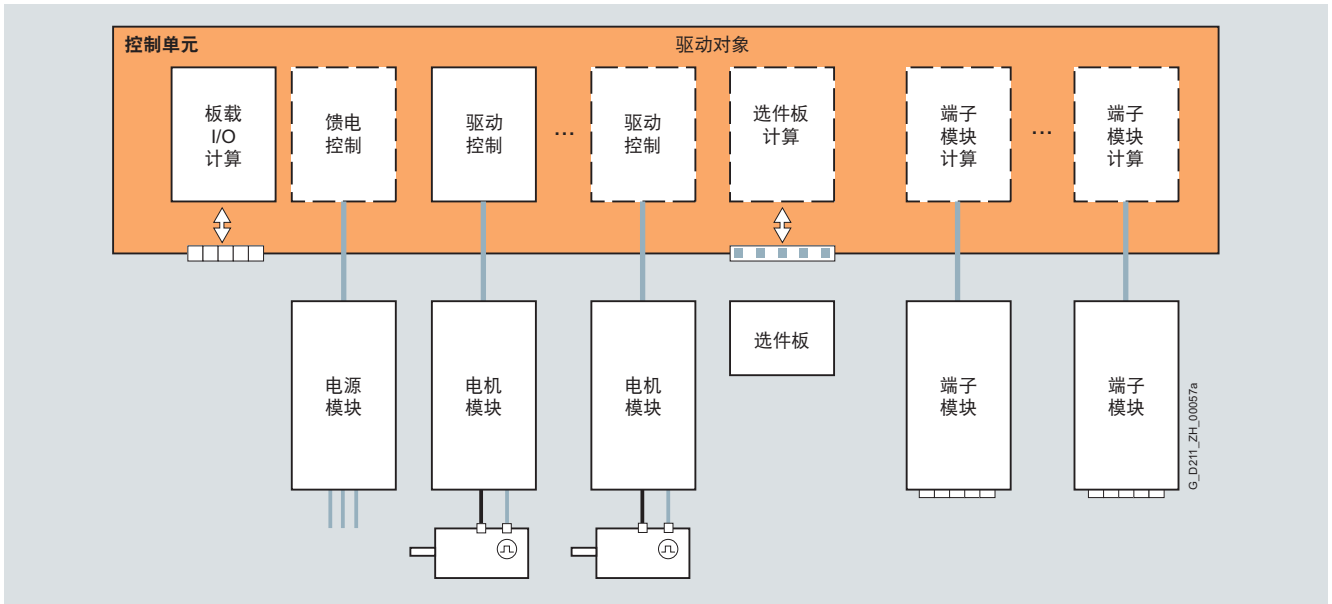 控制单元
驱动对象
板载
I/O
计算
馈电
控制
驱动
控制
...
驱动
控制
选件板
计算
端子
模块
计算
...
端子
模块
计算
电源
模块
电机
模块
电机
模块
选件板
端子
模块
端子
模块
G_D211_ZH_00057a